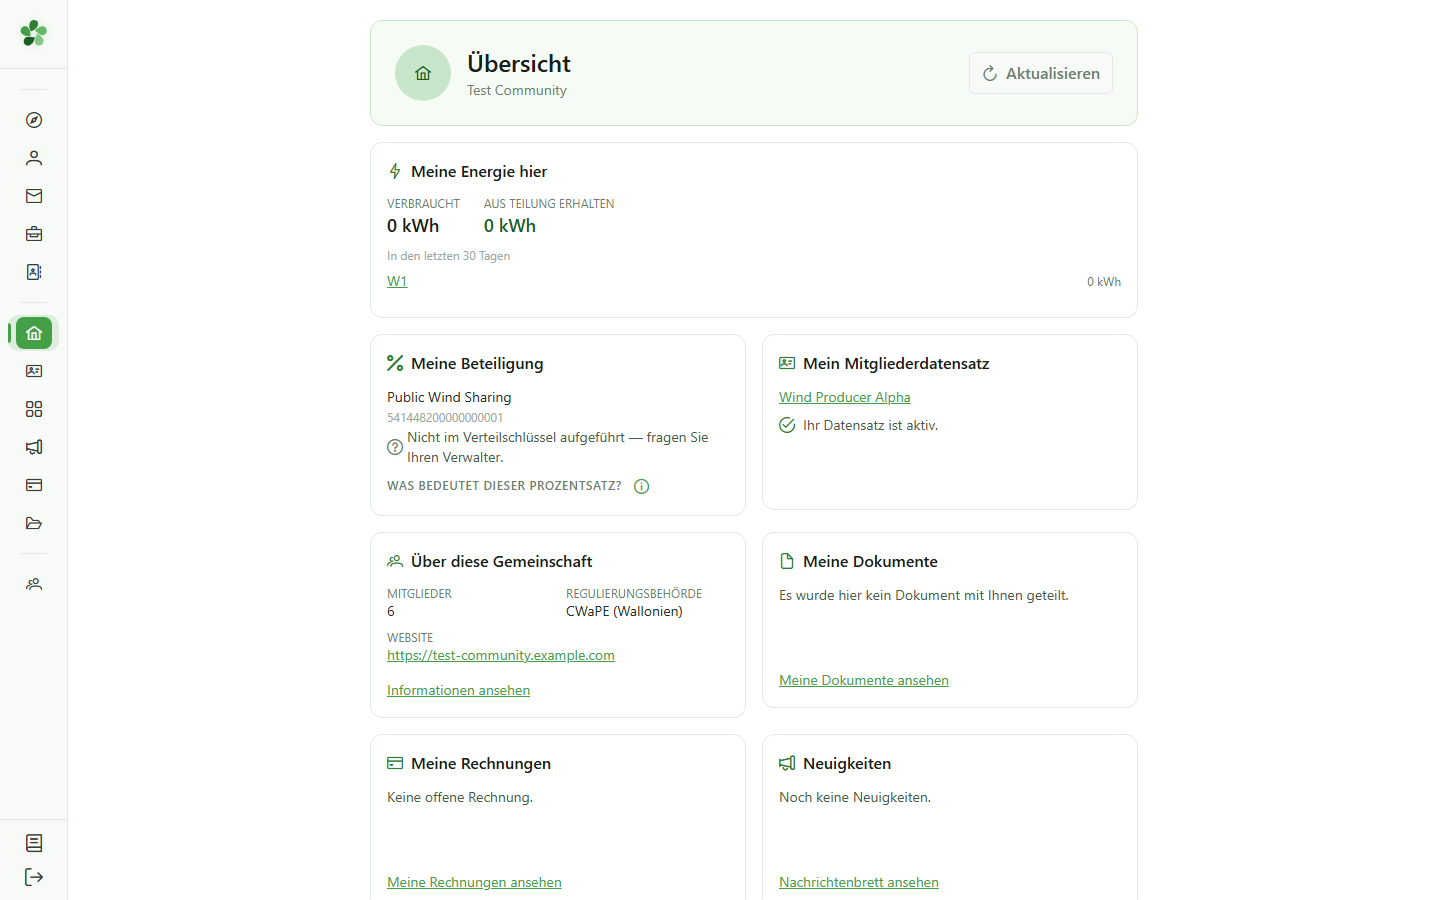 Übersicht
Test Community
Aktualisieren
Meine Energie hier
VERBRAUCHT
AUS TEILUNG ERHALTEN
0 kWh
0 kWh
In den letzten 30 Tagen
W1
0 kWh
Meine Beteiligung
Public Wind Sharing
541448200000000001
Nicht im Verteilschlüssel aufgeführt — fragen Sie
Ihren Verwalter.
WAS BEDEUTET DIESER PROZENTSATZ?
Mein Mitgliederdatensatz
Wind Producer Alpha
Ihr Datensatz ist aktiv.
Über diese Gemeinschaft
MITGLIEDER
6
REGULIERUNGSBEHÖRDE
CWaPE (Wallonien)
WEBSITE
https://test-community.example.com
Informationen ansehen
Meine Dokumente
Es wurde hier kein Dokument mit Ihnen geteilt.
Meine Dokumente ansehen
Meine Rechnungen
Keine offene Rechnung.
Meine Rechnungen ansehen
Neuigkeiten
Noch keine Neuigkeiten.
Nachrichtenbrett ansehen